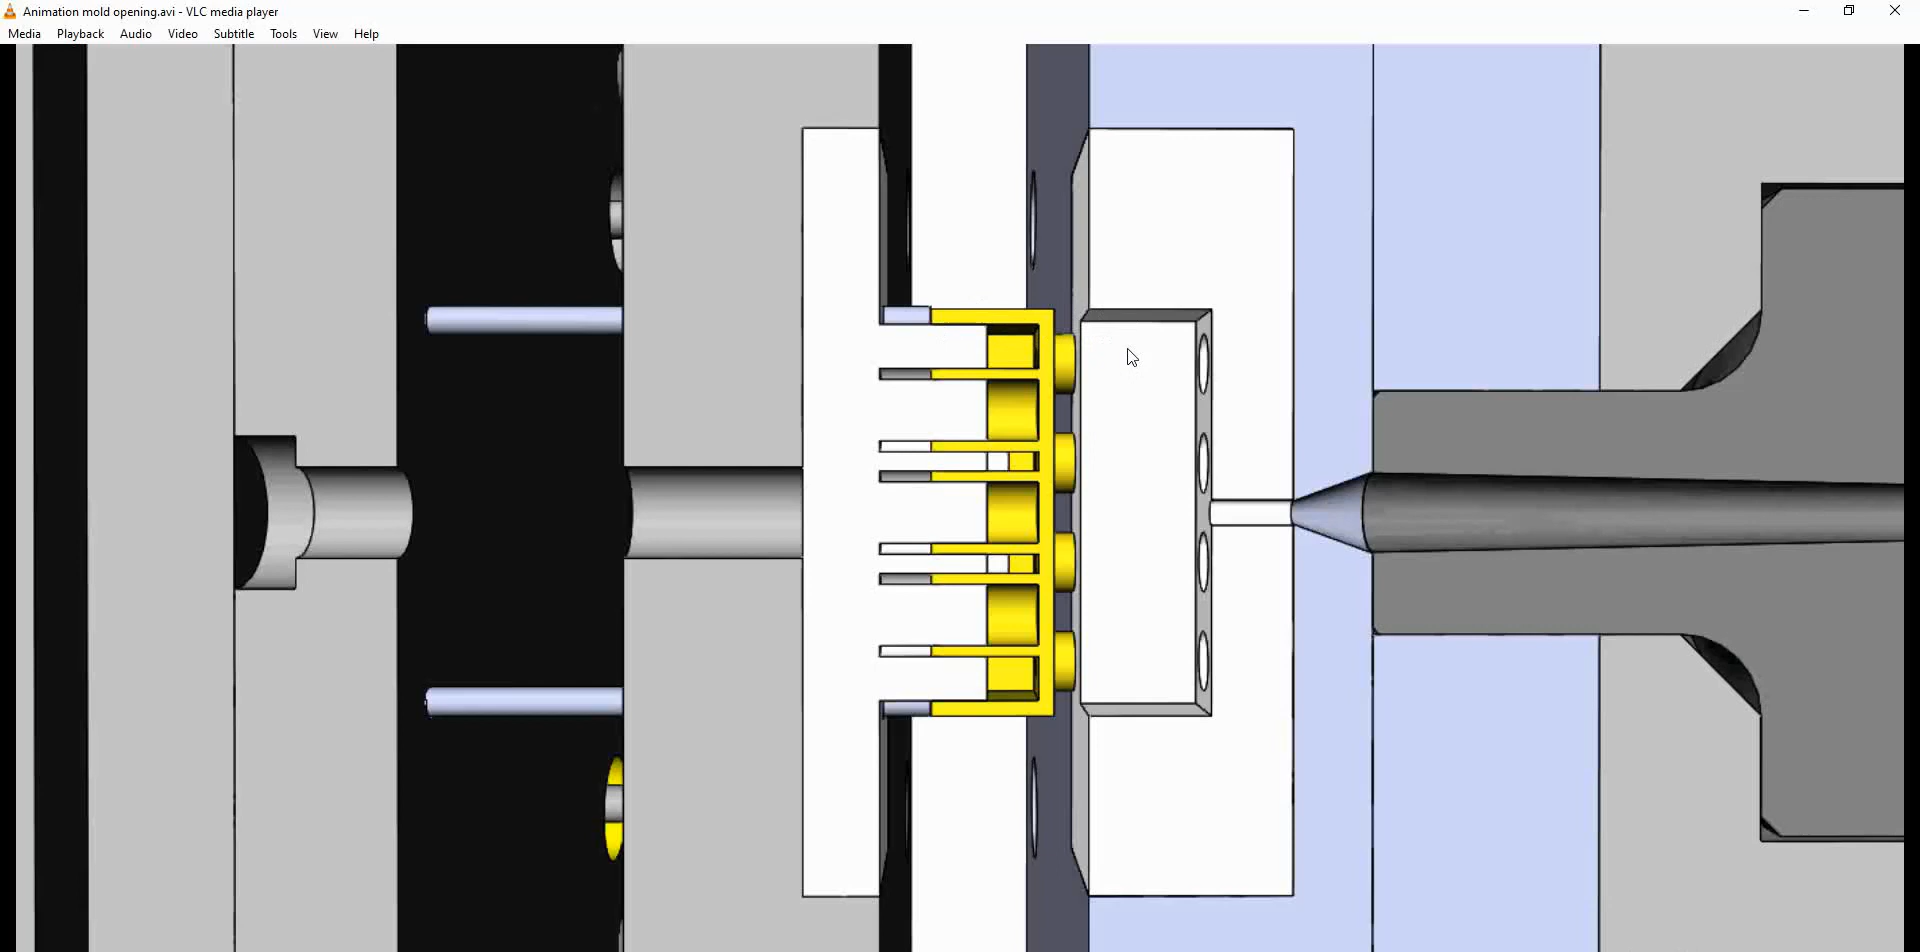 Animation mold opening.avi - VLC media player
Media Playback Audio Video Subtitle Tools View Help